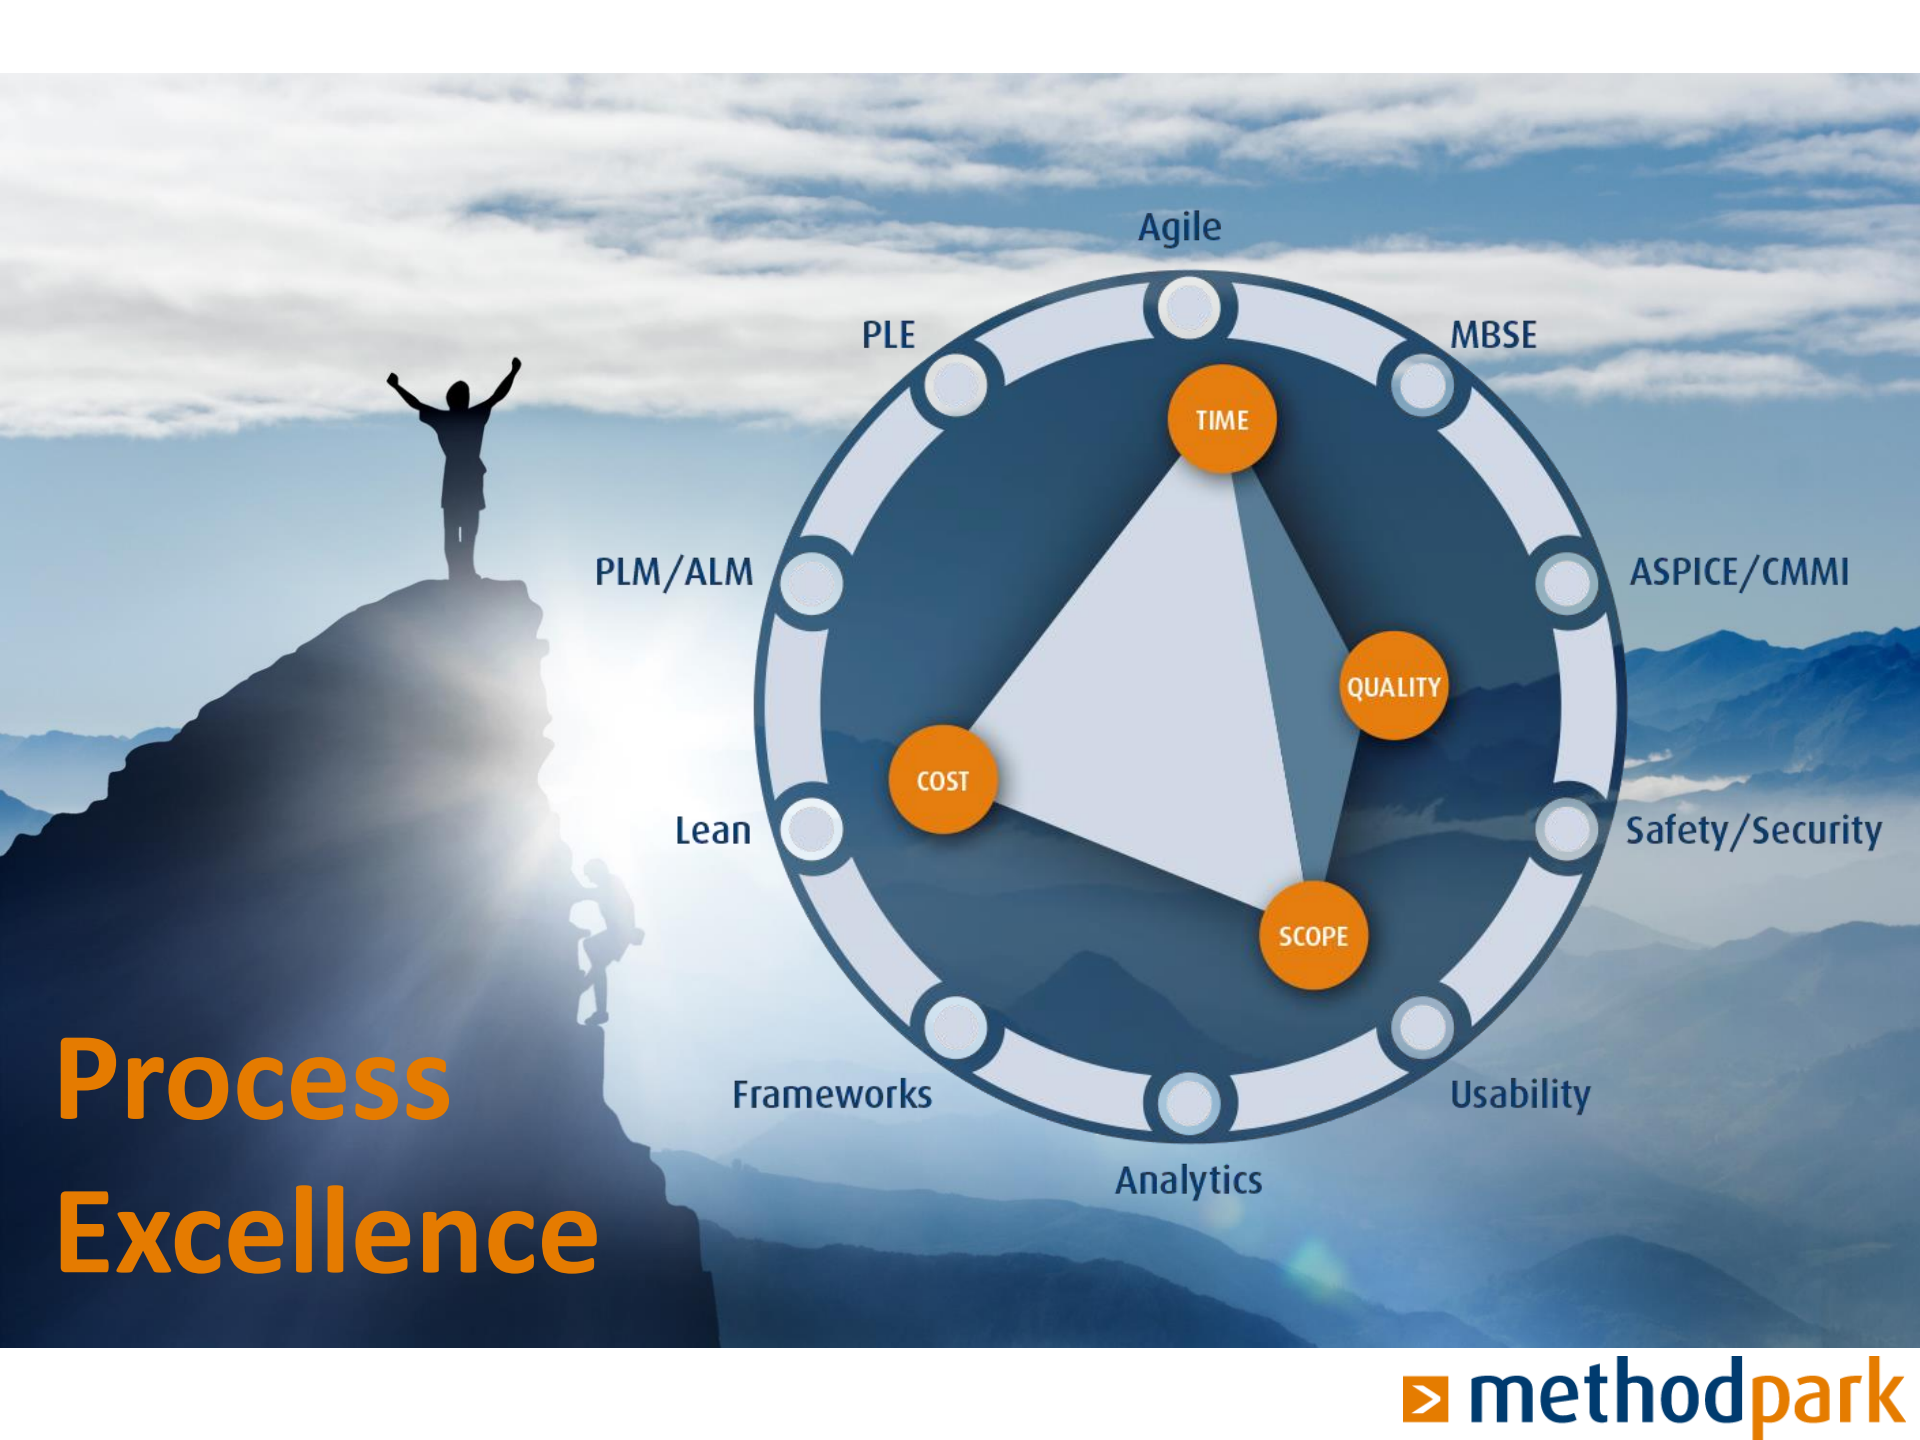 Agile
PLE
MBSE
TIME
PLM/ALM
ASPICE/CMMI
QUALITY
COST
Lean
Safety/Security
SCOPE
Frameworks
Usability
Analytics
Process
Excellence
methodpark